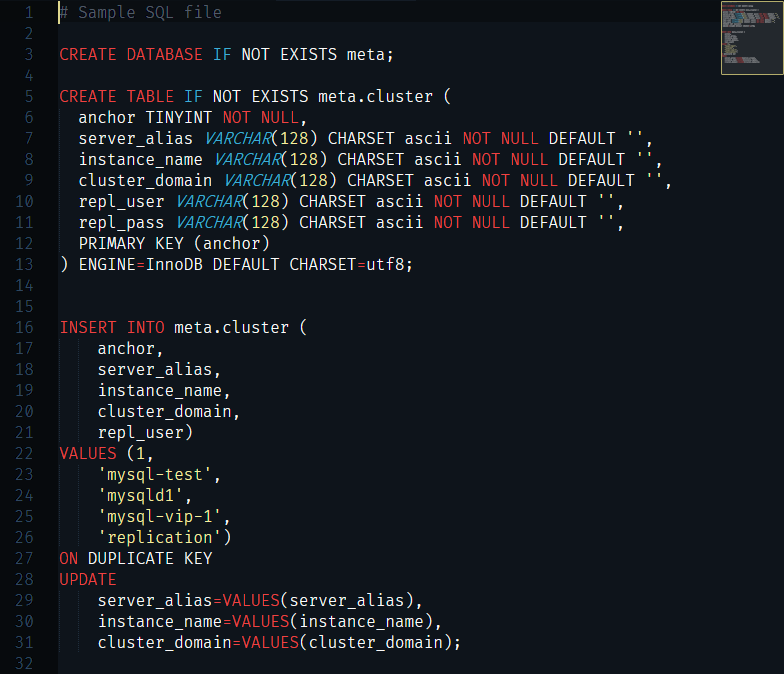 1 # Sample SQL file
2
3 CREATE DATABASE IF NOT EXISTS meta;
4
5 CREATE TABLE IF NOT EXISTS meta.cluster (
6   anchor TINYINT NOT NULL,
7   server_alias VARCHAR(128) CHARSET ascii NOT NULL DEFAULT '',
8   instance_name VARCHAR(128) CHARSET ascii NOT NULL DEFAULT '',
9   cluster_domain VARCHAR(128) CHARSET ascii NOT NULL DEFAULT '',
10   repl_user VARCHAR(128) CHARSET ascii NOT NULL DEFAULT '',
11   repl_pass VARCHAR(128) CHARSET ascii NOT NULL DEFAULT '',
12   PRIMARY KEY (anchor)
13 ) ENGINE=InnoDB DEFAULT CHARSET=utf8;
14
15
16 INSERT INTO meta.cluster (
17     anchor,
18     server_alias,
19     instance_name,
20     cluster_domain,
21     repl_user)
22 VALUES (1,
23     'mysql-test',
24     'mysqld1',
25     'mysql-vip-1',
26     'replication')
27 ON DUPLICATE KEY
28 UPDATE
29     server_alias=VALUES(server_alias),
30     instance_name=VALUES(instance_name),
31     cluster_domain=VALUES(cluster_domain);
32